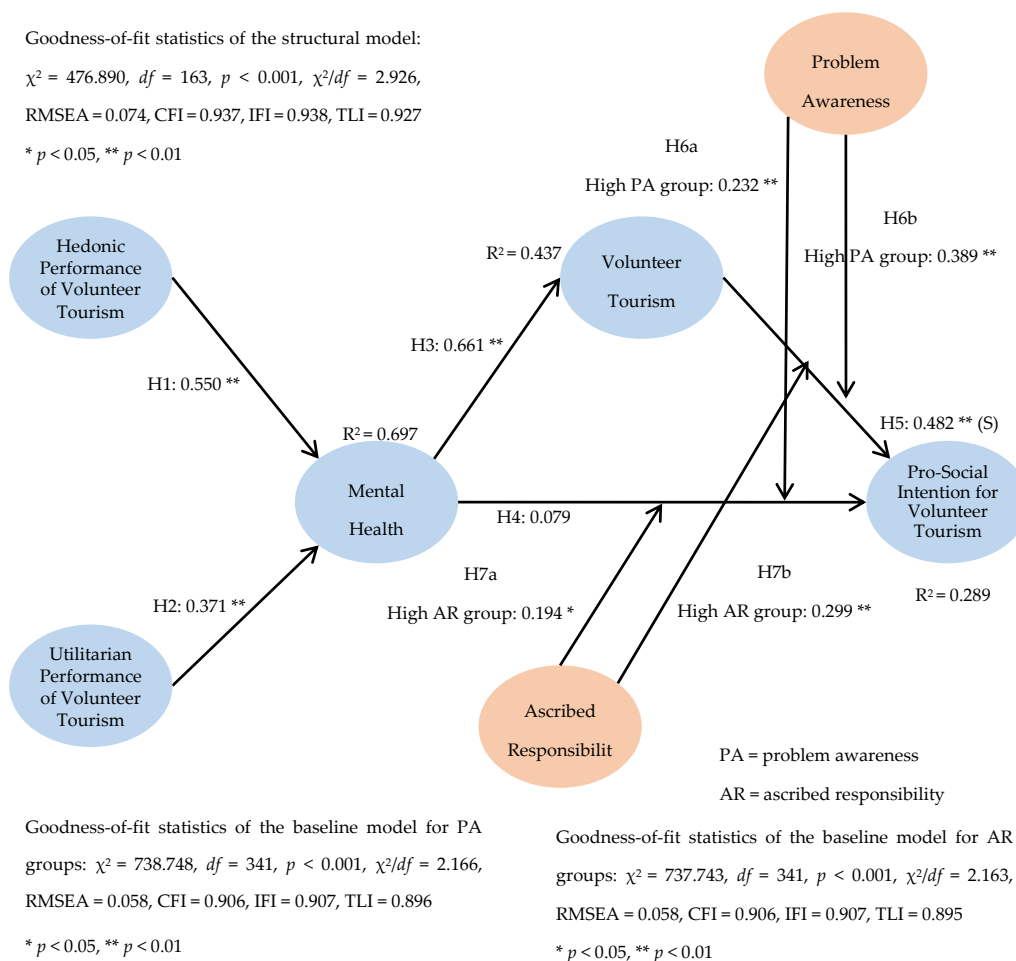 Goodness-of-fit statistics of the structural model:
χ² = 476.890, df = 163, p < 0.001, χ²/df = 2.926,
RMSEA = 0.074, CFI = 0.937, IFI = 0.938, TLI = 0.927
* p < 0.05, ** p < 0.01
Problem
Awareness
H6a
High PA group: 0.232 **
H6b
High PA group: 0.389 **
Hedonic
Performance
of Volunteer
Tourism
R² = 0.437
Volunteer
Tourism
H3: 0.661 **
H1: 0.550 **
R² = 0.697
H5: 0.482 ** (S)
Mental
Health
H4: 0.079
Pro-Social
Intention for
Volunteer
Tourism
R² = 0.289
H7a
High AR group: 0.194 *
H7b
High AR group: 0.299 **
H2: 0.371 **
Utilitarian
Performance
of Volunteer
Tourism
Ascribed
Responsibilit
PA = problem awareness
AR = ascribed responsibility
Goodness-of-fit statistics of the baseline model for PA
groups: χ² = 738.748, df = 341, p < 0.001, χ²/df = 2.166,
RMSEA = 0.058, CFI = 0.906, IFI = 0.907, TLI = 0.896
* p < 0.05, ** p < 0.01
Goodness-of-fit statistics of the baseline model for AR
groups: χ² = 737.743, df = 341, p < 0.001, χ²/df = 2.163,
RMSEA = 0.058, CFI = 0.906, IFI = 0.907, TLI = 0.895
* p < 0.05, ** p < 0.01